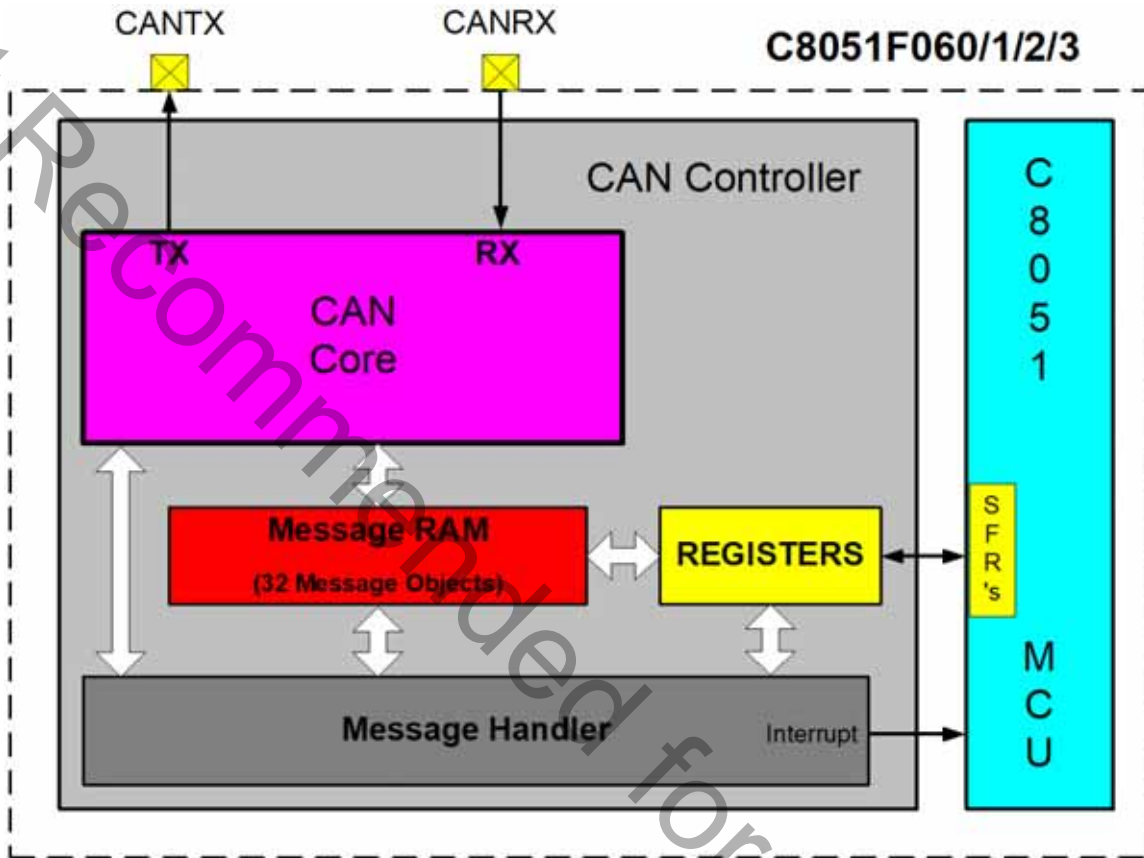 CANTX
CANRX
C8051F060/1/2/3
CAN Controller
TX
RX
CAN
Core
C
8
0
5
1
Message RAM
(32 Message Objects)
REGISTERS
S
F
R
's
M
C
U
Message Handler
Interrupt
Recommended for